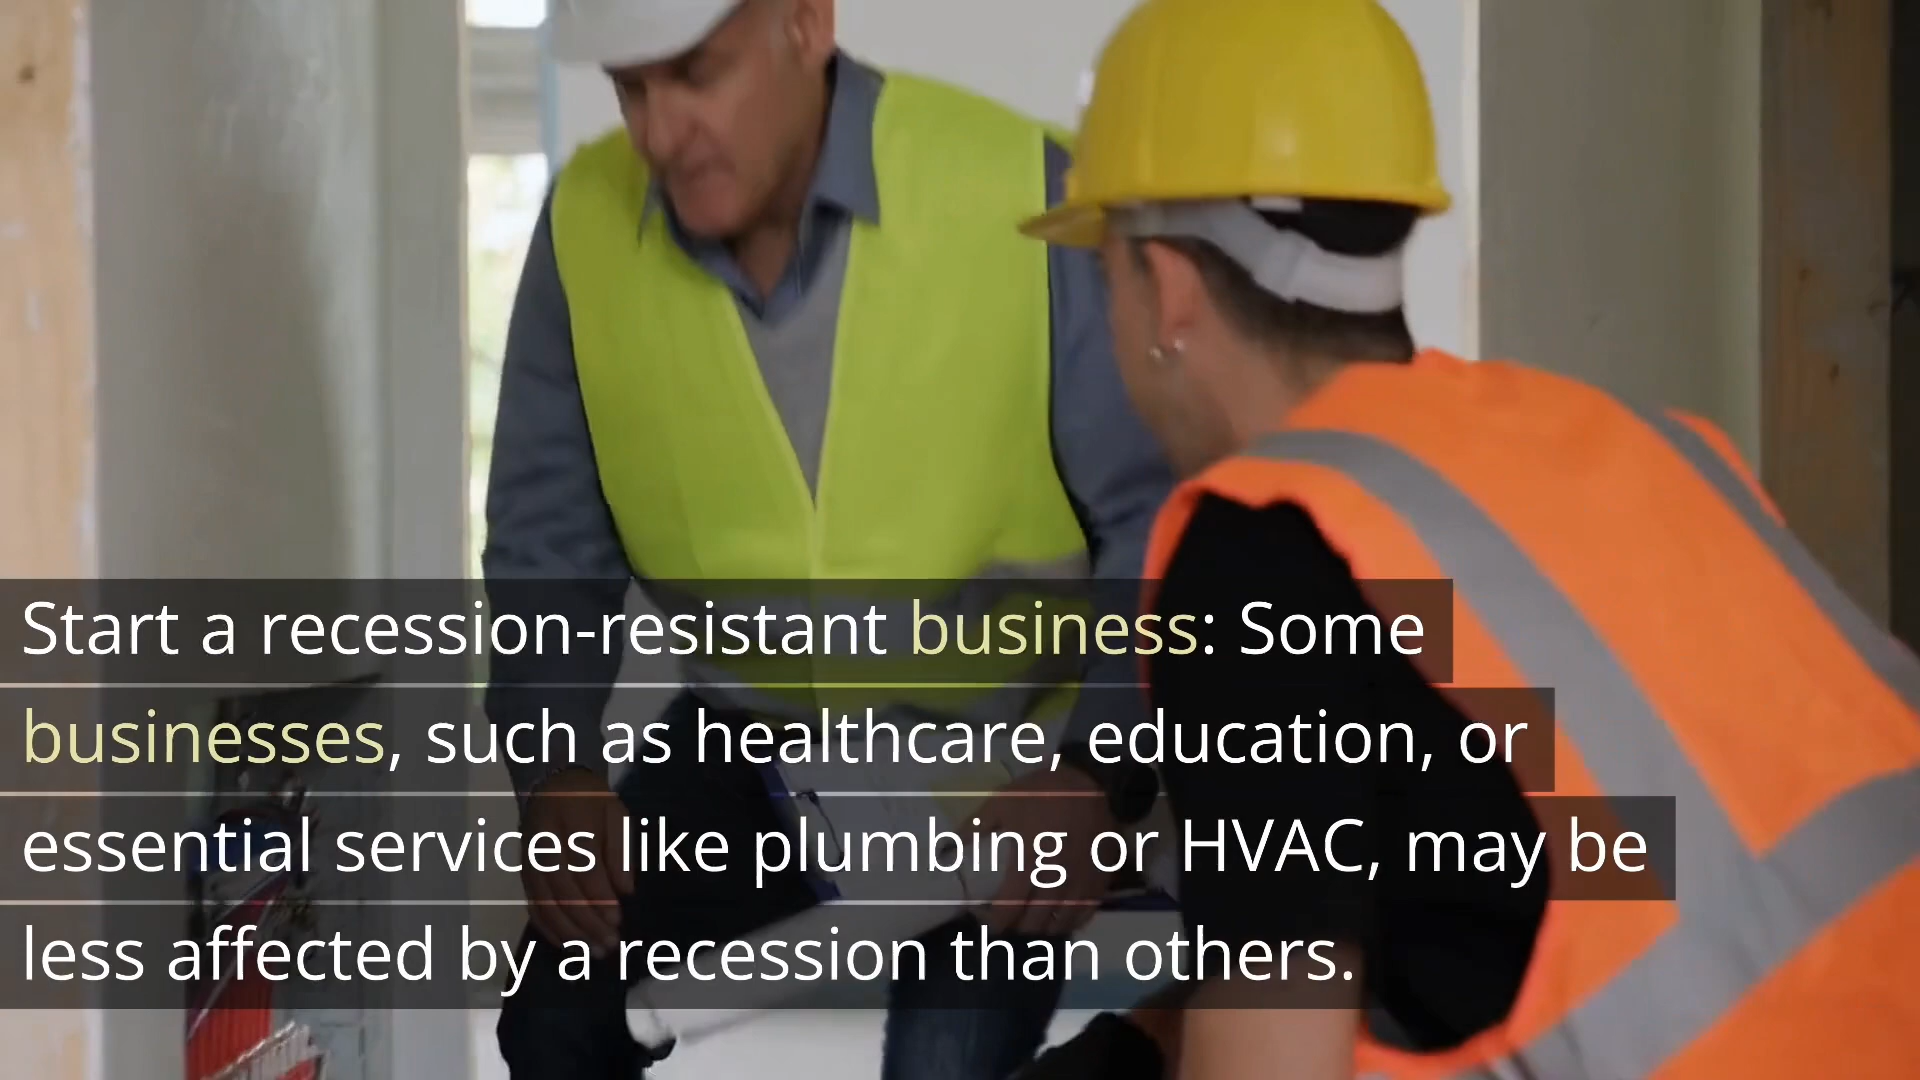 Start a recession-resistant business: Some
businesses, such as healthcare, education, or
essential services like plumbing or HVAC, may be
less affected by a recession than others.